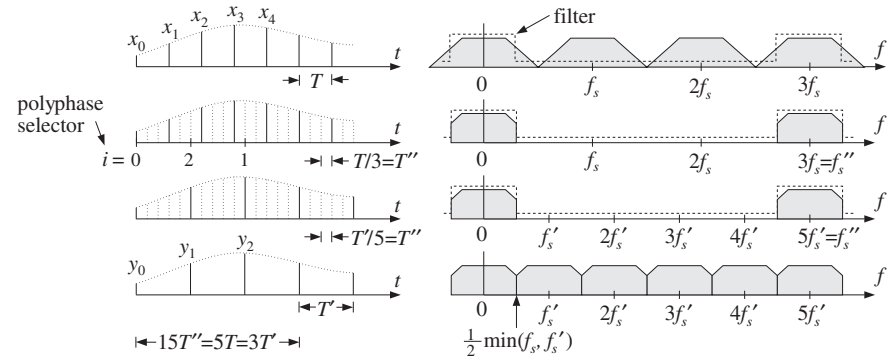 x₀ x₁ x₂ x₃ x₄ t
T
filter
f
0 fₛ 2fₛ 3fₛ
polyphase
selector
t
i = 0 2 1 T/3=T″
f
0 fₛ 2fₛ 3fₛ=fₛ″
t
T′/5=T″
f
0 fₛ′ 2fₛ′ 3fₛ′ 4fₛ′ 5fₛ′=fₛ″
y₀ y₁ y₂ t
T′
f
0 fₛ′ 2fₛ′ 3fₛ′ 4fₛ′ 5fₛ′
15T″=5T=3T′
½ min(fₛ, fₛ′)